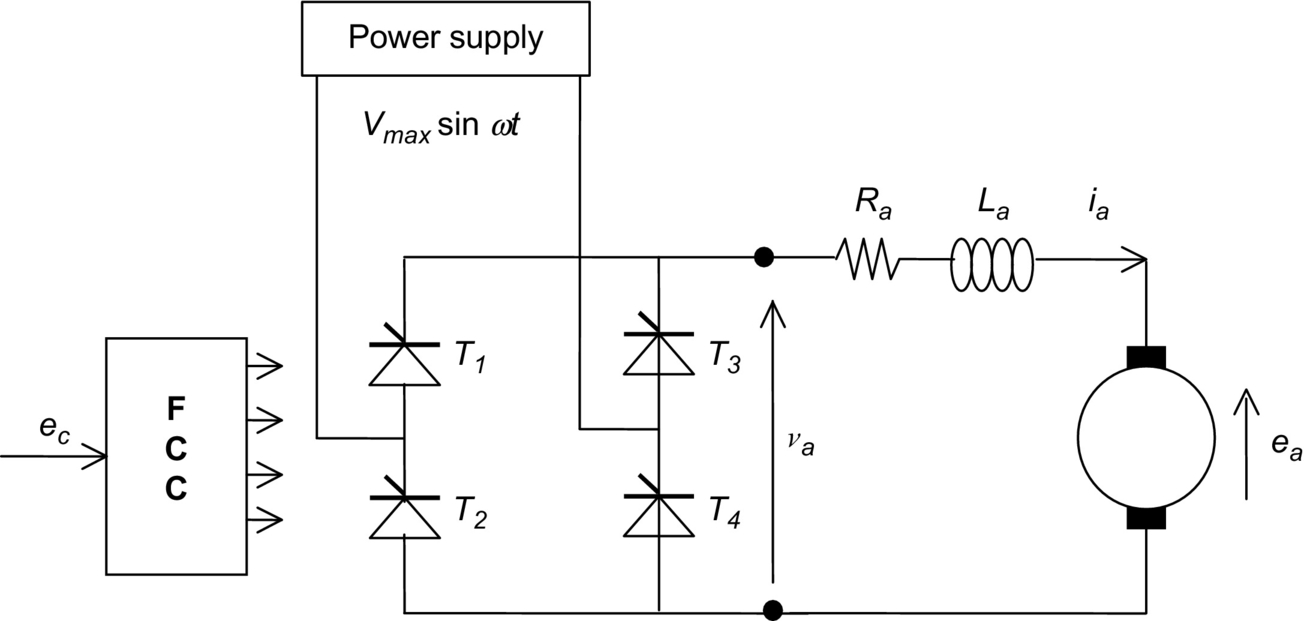 Power supply
Vmax sin ωt
Ra
La
ia
T1
T3
F
C
C
ec
νa
ea
T2
T4